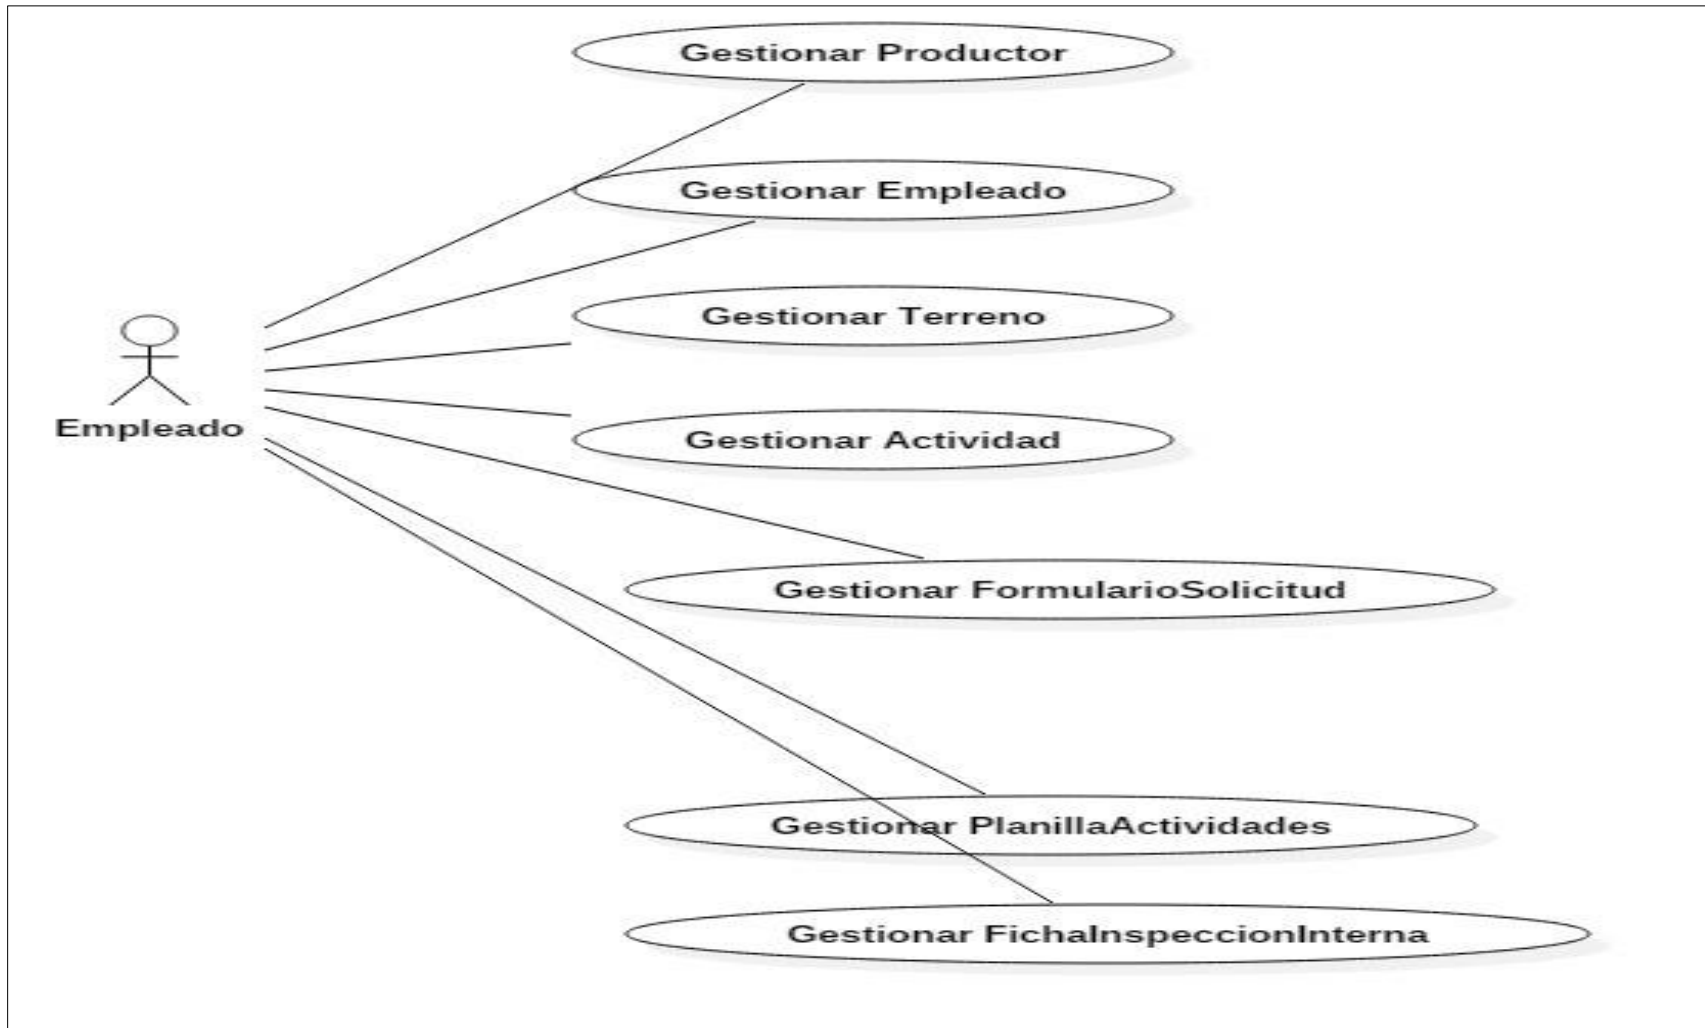 Gestionar Productor
Gestionar Empleado
Gestionar Terreno
Empleado
Gestionar Actividad
Gestionar FormularioSolicitud
Gestionar PlanillaActividades
Gestionar FichaInspeccionInterna